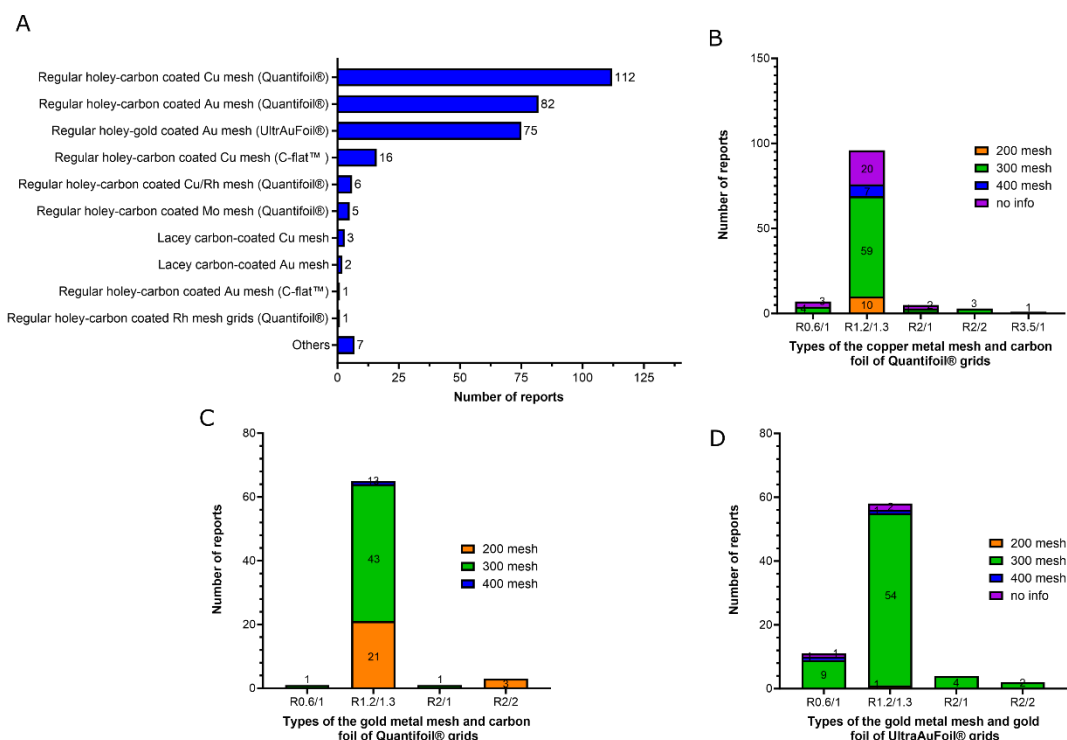 A
Regular holey-carbon coated Cu mesh (Quantifoil®)
112
Regular holey-carbon coated Au mesh (Quantifoil®)
82
Regular holey-gold coated Au mesh (UltrAuFoil®)
75
Regular holey-carbon coated Cu mesh (C-flat™ )
16
Regular holey-carbon coated Cu/Rh mesh (Quantifoil®)
6
Regular holey-carbon coated Mo mesh (Quantifoil®)
5
Lacey carbon-coated Cu mesh
3
Lacey carbon-coated Au mesh
2
Regular holey-carbon coated Au mesh (C-flat™)
1
Regular holey-carbon coated Rh mesh grids (Quantifoil®)
1
Others
7
0 25 50 75 100 125
Number of reports
B
Number of reports
150
100
50
0
200 mesh
300 mesh
400 mesh
no info
20
7
59
10
4 3
2
3
1
R0.6/1 R1.2/1.3 R2/1 R2/2 R3.5/1
Types of the copper metal mesh and carbon
foil of Quantifoil® grids
C
Number of reports
80
60
40
20
0
200 mesh
300 mesh
400 mesh
43
21
1
1
3
R0.6/1 R1.2/1.3 R2/1 R2/2
Types of the gold metal mesh and carbon
foil of Quantifoil® grids
D
Number of reports
80
60
40
20
0
200 mesh
300 mesh
400 mesh
no info
1 2
54
1
1 1
9
4
2
R0.6/1 R1.2/1.3 R2/1 R2/2
Types of the gold metal mesh and gold
foil of UltraAuFoil® grids